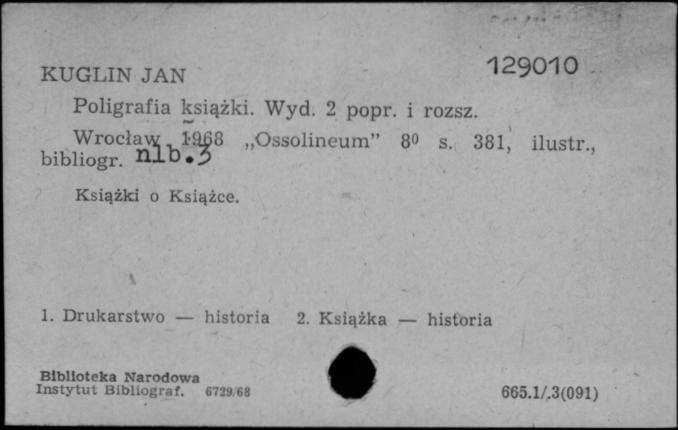 129010
KUGLIN JAN
Poligrafia książki. Wyd. 2 popr. i rozsz.
Wrocław 1968 „Ossolineum” 8⁰ s. 381, ilustr.,
bibliogr. nlb.3
Książki o Książce.
1. Drukarstwo — historia 2. Książka — historia
Biblioteka Narodowa
Instytut Bibliograf. 6729/68
665.1/.3(091)